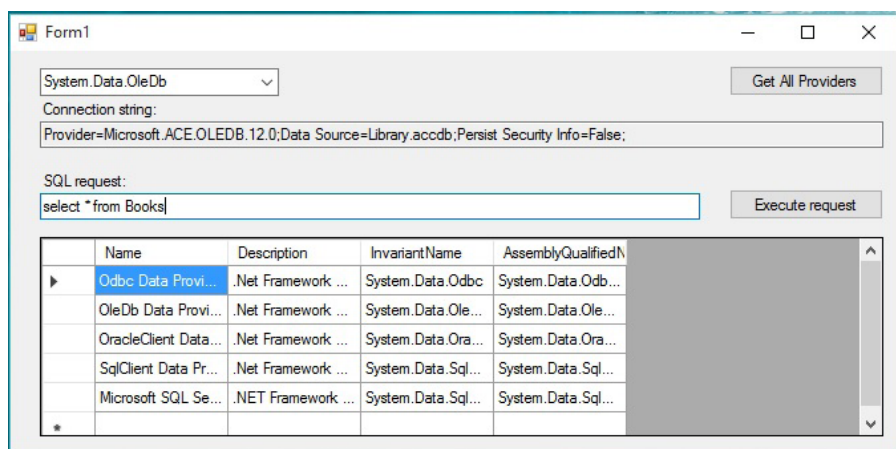 Form1
System.Data.OleDb
Get All Providers
Connection string:
Provider=Microsoft.ACE.OLEDB.12.0;Data Source=Library.accdb;Persist Security Info=False;
SQL request:
select * from Books
Execute request
Name Description InvariantName AssemblyQualifiedN
Odbc Data Provi... .Net Framework ... System.Data.Odbc System.Data.Odb...
OleDb Data Provi... .Net Framework ... System.Data.Ole... System.Data.Ole...
OracleClient Data... .Net Framework ... System.Data.Ora... System.Data.Ora...
SqlClient Data Pr... .Net Framework ... System.Data.Sql... System.Data.Sql...
Microsoft SQL Se... .NET Framework ... System.Data.Sql... System.Data.Sql...